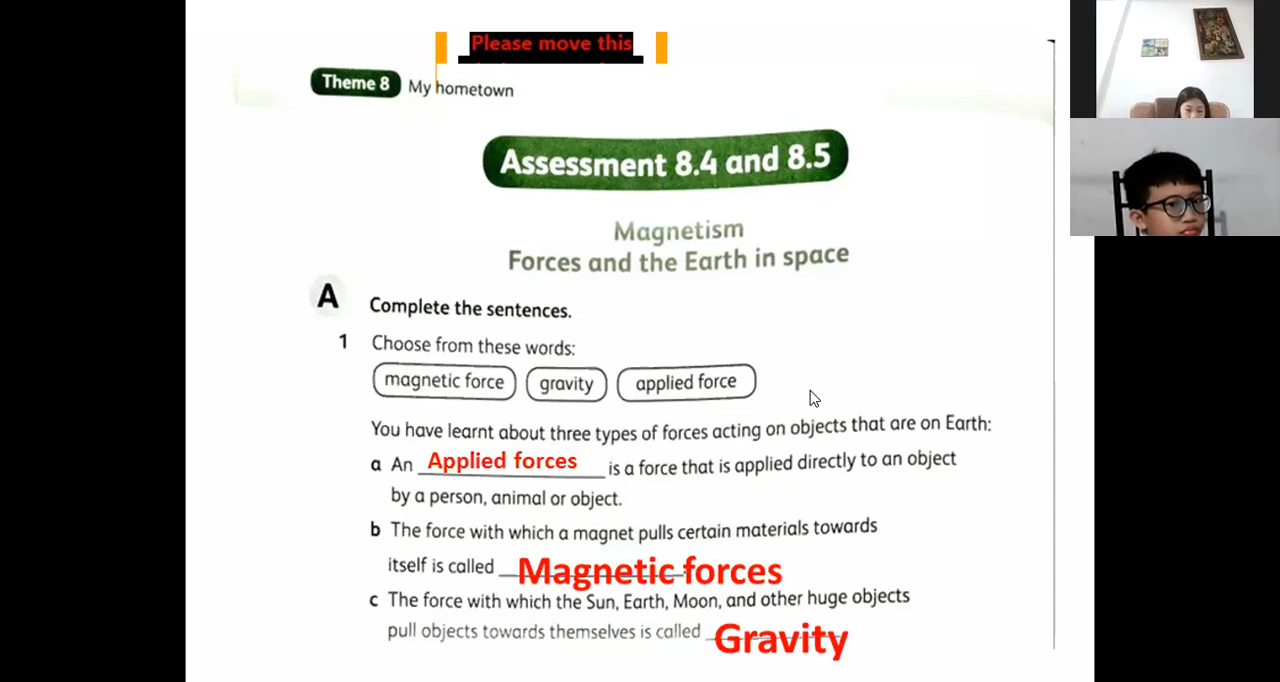 Please move this
Theme 8 My hometown
Assessment 8.4 and 8.5
Magnetism
Forces and the Earth in space
A Complete the sentences.
1 Choose from these words:
magnetic force gravity applied force
You have learnt about three types of forces acting on objects that are on Earth:
a An Applied forces is a force that is applied directly to an object
by a person, animal or object.
b The force with which a magnet pulls certain materials towards
itself is called Magnetic forces
c The force with which the Sun, Earth, Moon, and other huge objects
pull objects towards themselves is called Gravity